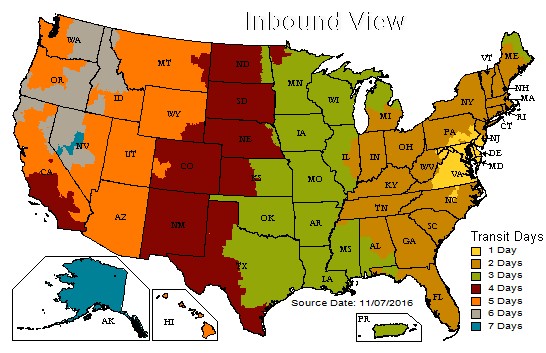 Inbound View
WA
OR
CA
NV
ID
MT
WY
UT
AZ
CO
NM
ND
SD
NE
KS
OK
TX
MN
IA
MO
AR
LA
WI
IL
MI
IN
OH
KY
TN
MS
AL
GA
FL
SC
NC
VA
WV
PA
NY
VT
ME
NH
MA
RI
CT
NJ
DE
MD
AK
HI
PR
Source Date: 11/07/2016
Transit Days
1 Day
2 Days
3 Days
4 Days
5 Days
6 Days
7 Days